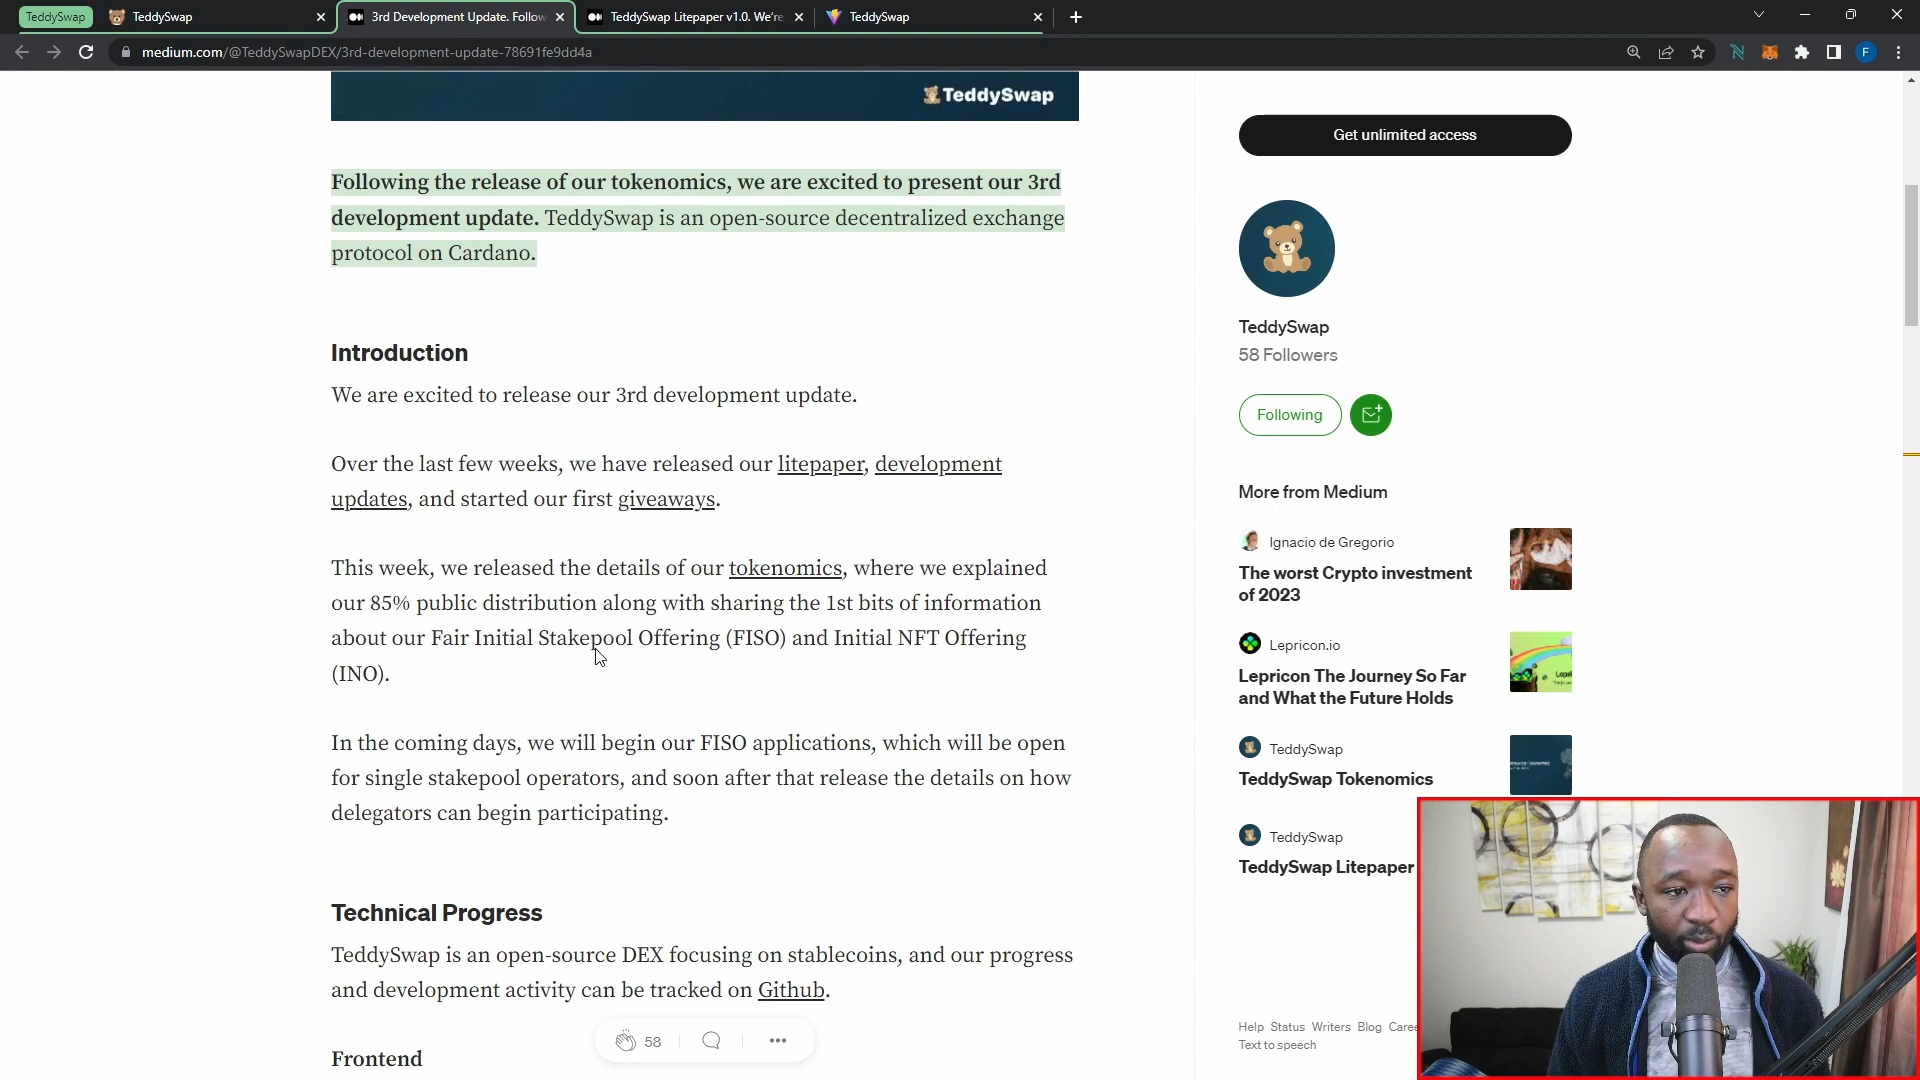 TeddySwap
TeddySwap
3rd Development Update. Follow
TeddySwap Litepaper v1.0. We're
TeddySwap
medium.com/@TeddySwapDEX/3rd-development-update-78691fe9dd4a
F
TeddySwap
Following the release of our tokenomics, we are excited to present our 3rd
development update. TeddySwap is an open-source decentralized exchange
protocol on Cardano.
Introduction
We are excited to release our 3rd development update.
Over the last few weeks, we have released our litepaper, development
updates, and started our first giveaways.
This week, we released the details of our tokenomics, where we explained
our 85% public distribution along with sharing the 1st bits of information
about our Fair Initial Stakepool Offering (FISO) and Initial NFT Offering
(INO).
In the coming days, we will begin our FISO applications, which will be open
for single stakepool operators, and soon after that release the details on how
delegators can begin participating.
Technical Progress
TeddySwap is an open-source DEX focusing on stablecoins, and our progress
and development activity can be tracked on Github.
58
Frontend
Get unlimited access
TeddySwap
58 Followers
Following
More from Medium
Ignacio de Gregorio
The worst Crypto investment
of 2023
Lepricon.io
Lepricon The Journey So Far
and What the Future Holds
TeddySwap
TeddySwap Tokenomics
TeddySwap
TeddySwap Litepaper
Help Status Writers Blog Caree
Text to speech